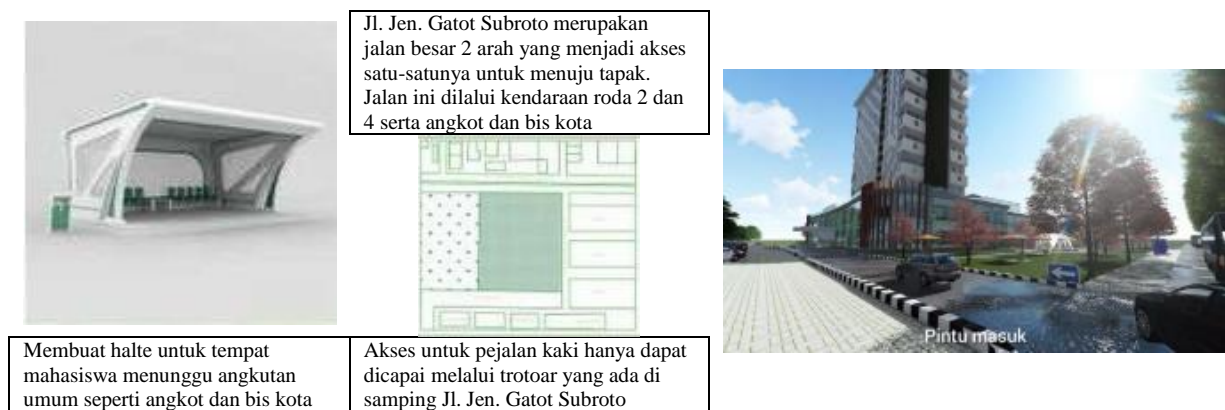 Jl. Jen. Gatot Subroto merupakan
jalan besar 2 arah yang menjadi akses
satu-satunya untuk menuju tapak.
Jalan ini dilalui kendaraan roda 2 dan
4 serta angkot dan bis kota
Pintu masuk
Membuat halte untuk tempat
mahasiswa menunggu angkutan
umum seperti angkot dan bis kota
Akses untuk pejalan kaki hanya dapat
dicapai melalui trotoar yang ada di
samping Jl. Jen. Gatot Subroto